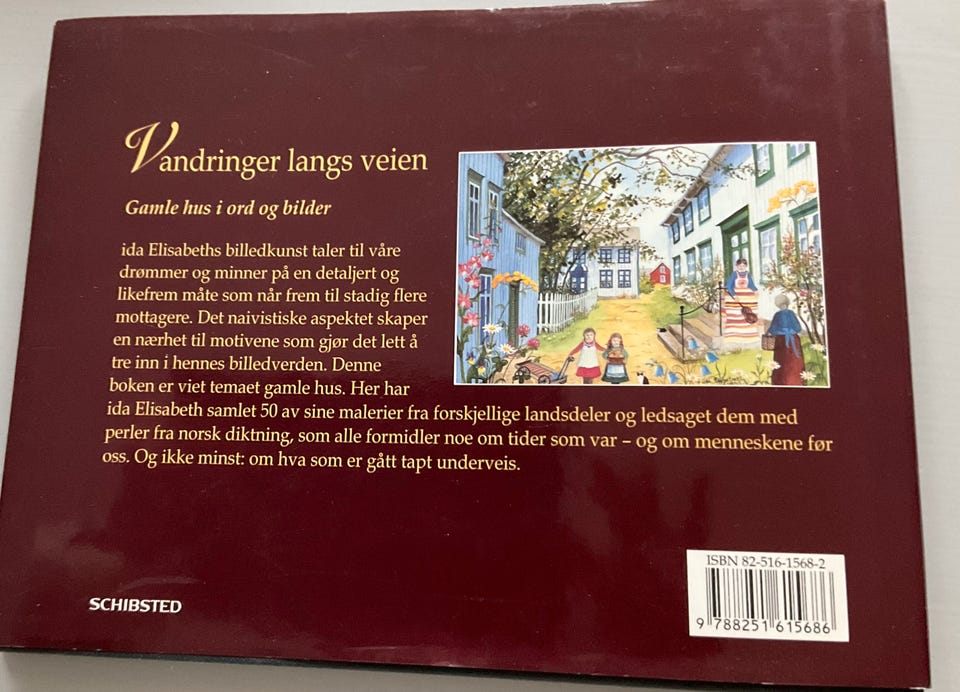 Vandringer langs veien
Gamle hus i ord og bilder
ida Elisabeths billedkunst taler til våre
drømmer og minner på en detaljert og
likefrem måte som når frem til stadig flere
mottagere. Det naivistiske aspektet skaper
en nærhet til motivene som gjør det lett å
tre inn i hennes billedverden. Denne
boken er viet temaet gamle hus. Her har
ida Elisabeth samlet 50 av sine malerier fra forskjellige landsdeler og ledsaget dem med
perler fra norsk diktning, som alle formidler noe om tider som var – og om menneskene før
oss. Og ikke minst: om hva som er gått tapt underveis.
ISBN 82-516-1568-2
9 788251 615686
SCHIBSTED